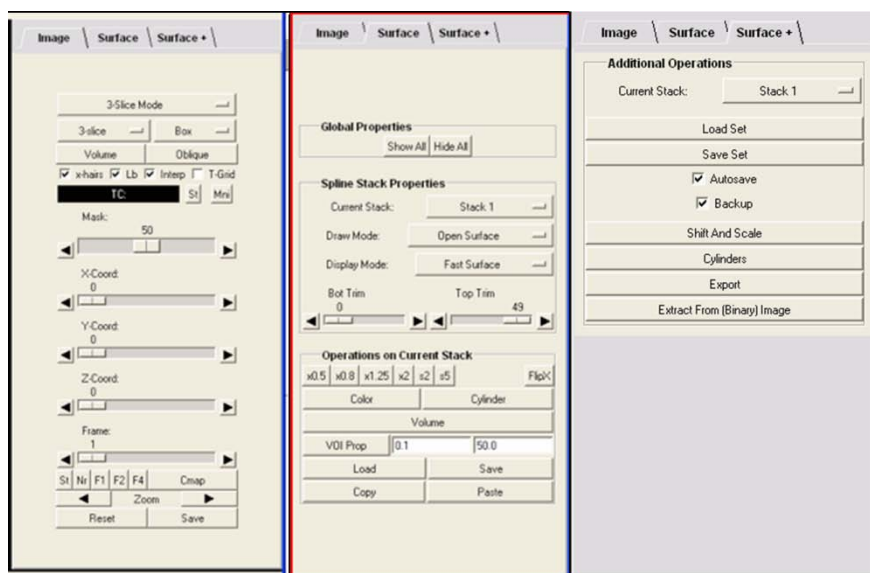 Image Surface Surface +
3-Slice Mode
3-slice Box
Volume Oblique
x-hairs Lb Interp T-Grid
TC: St Mni
Mask:
50
X-Coord:
0
Y-Coord:
0
Z-Coord:
0
Frame:
1
St Nr F1 F2 F4 Cmap
Zoom
Reset Save
Image Surface Surface +
Global Properties
Show All Hide All
Spline Stack Properties
Current Stack: Stack 1
Draw Mode: Open Surface
Display Mode: Fast Surface
Bot Trim Top Trim
0 49
Operations on Current Stack
x0.5 x0.8 x1.25 x2 s2 s5 FlipX
Color Cylinder
Volume
VOI Prop 0.1 50.0
Load Save
Copy Paste
Image Surface Surface +
Additional Operations
Current Stack: Stack 1
Load Set
Save Set
Autosave
Backup
Shift And Scale
Cylinders
Export
Extract From (Binary) Image